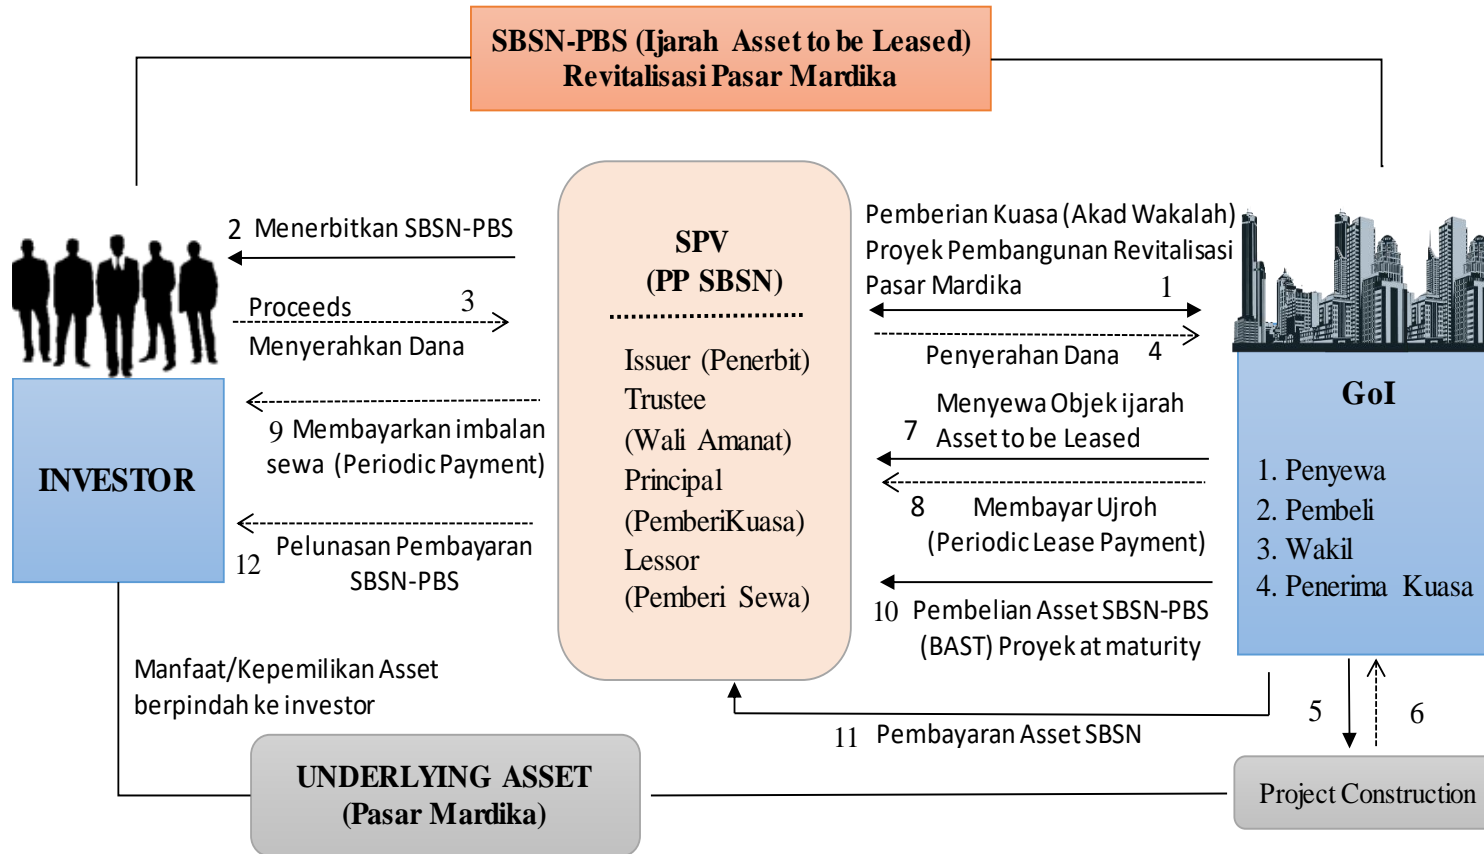 SBSN-PBS (Ijarah Asset to be Leased)
Revitalisasi Pasar Mardika
2 Menerbitkan SBSN-PBS
Proceeds 3
Menyerahkan Dana
9 Membayarkan imbalan
sewa (Periodic Payment)
12 Pelunasan Pembayaran
SBSN-PBS
INVESTOR
Manfaat/Kepemilikan Asset
berpindah ke investor
SPV
(PP SBSN)
Issuer (Penerbit)
Trustee
(Wali Amanat)
Principal
(PemberiKuasa)
Lessor
(Pemberi Sewa)
Pemberian Kuasa (Akad Wakalah)
Proyek Pembangunan Revitalisasi
Pasar Mardika 1
Penyerahan Dana 4
Menyewa Objek ijarah
7 Asset to be Leased
8 Membayar Ujroh
(Periodic Lease Payment)
10 Pembelian Asset SBSN-PBS
(BAST) Proyek at maturity
11 Pembayaran Asset SBSN
GoI
1. Penyewa
2. Pembeli
3. Wakil
4. Penerima Kuasa
5 6
UNDERLYING ASSET
(Pasar Mardika)
Project Construction